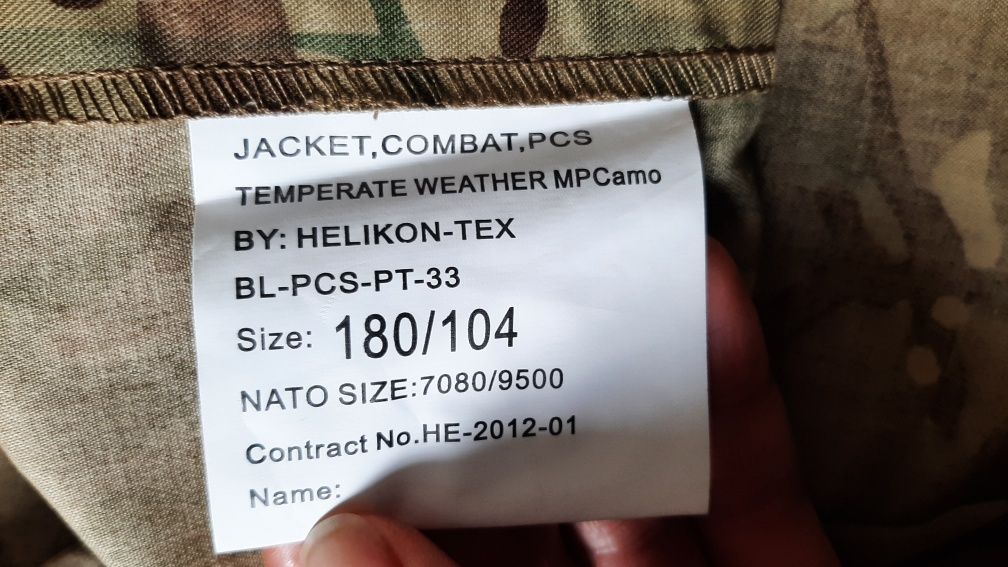 JACKET,COMBAT,PCS
TEMPERATE WEATHER MPCamo
BY: HELIKON-TEX
BL-PCS-PT-33
Size: 180/104
NATO SIZE:7080/9500
Contract No.HE-2012-01
Name: